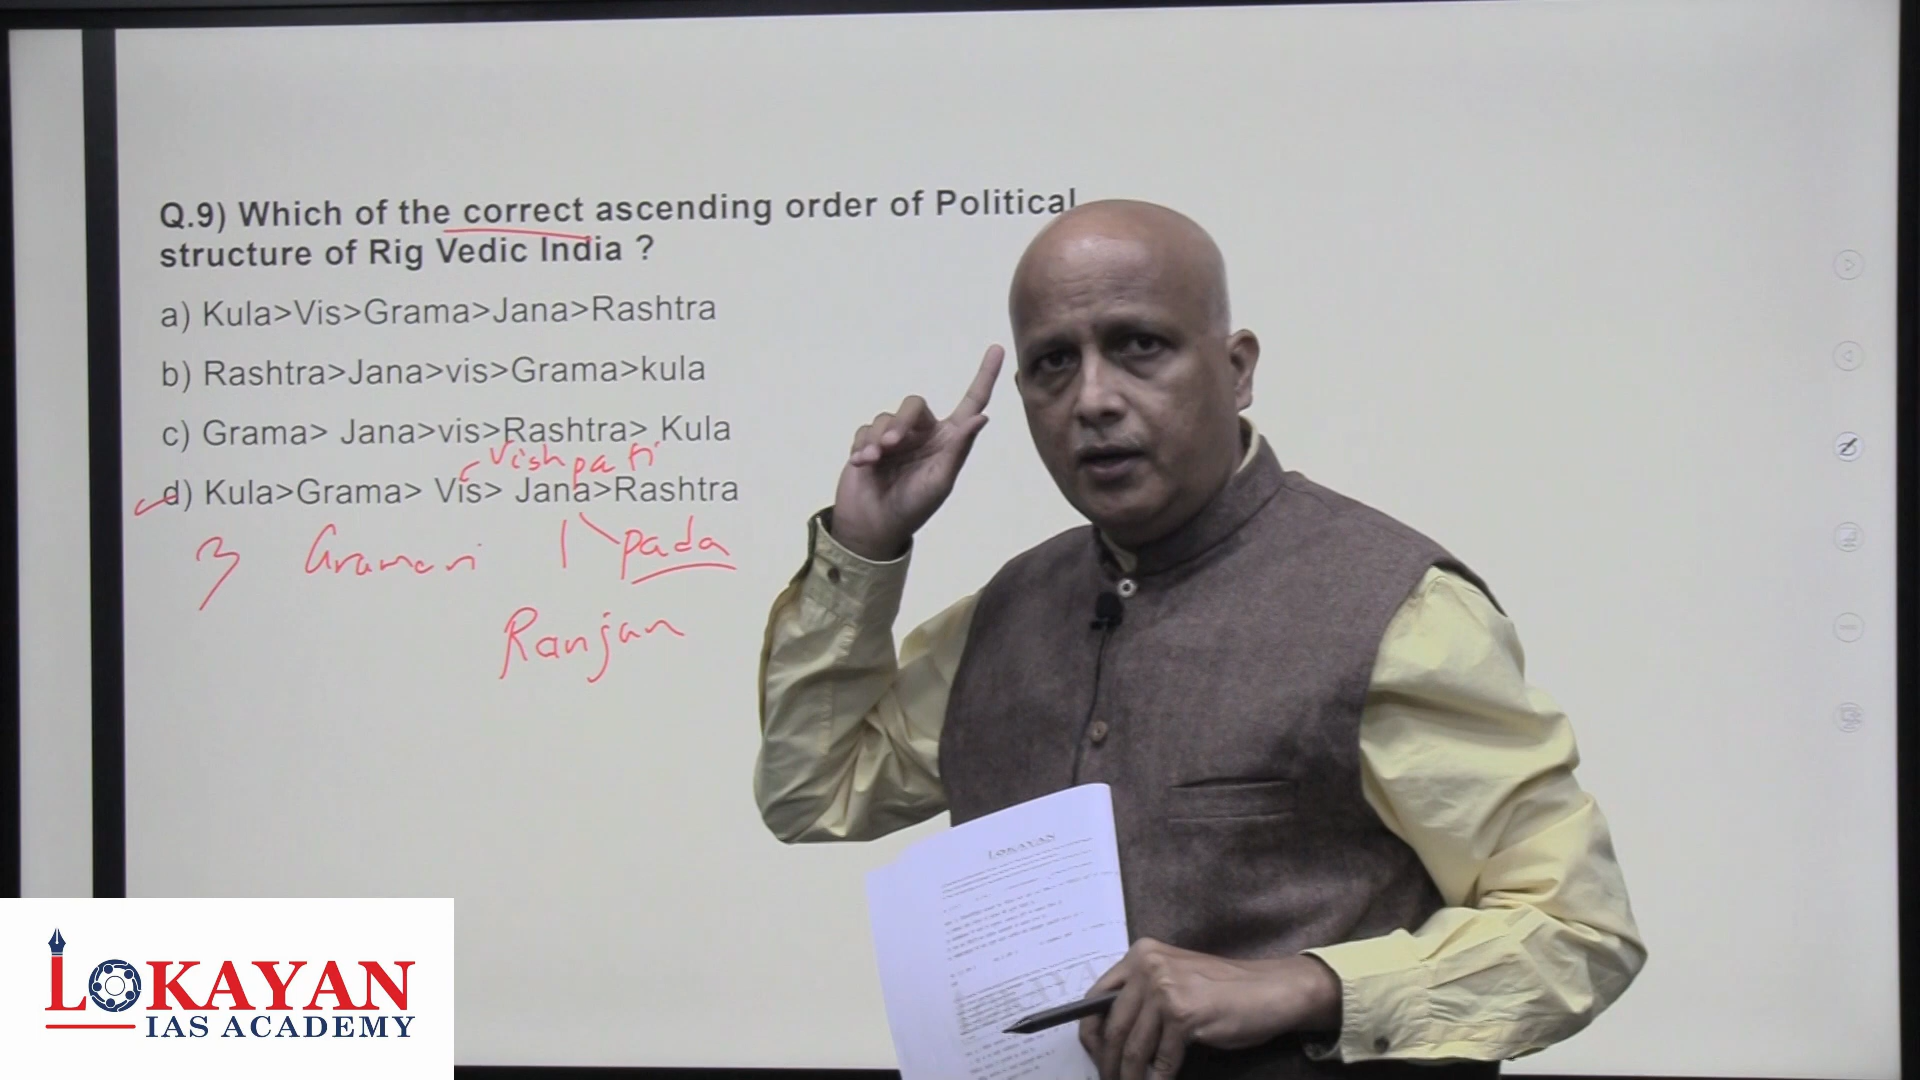 Q.9) Which of the correct ascending order of Political
structure of Rig Vedic India ?
a) Kula>Vis>Grama>Jana>Rashtra
b) Rashtra>Jana>vis>Grama>kula
c) Grama> Jana>vis>Rashtra> Kula
Vishpati
d) Kula>Grama> Vis> Jana>Rashtra
Gramani pada
Ranjan
LOKAYAN
LOKAYAN
IAS ACADEMY